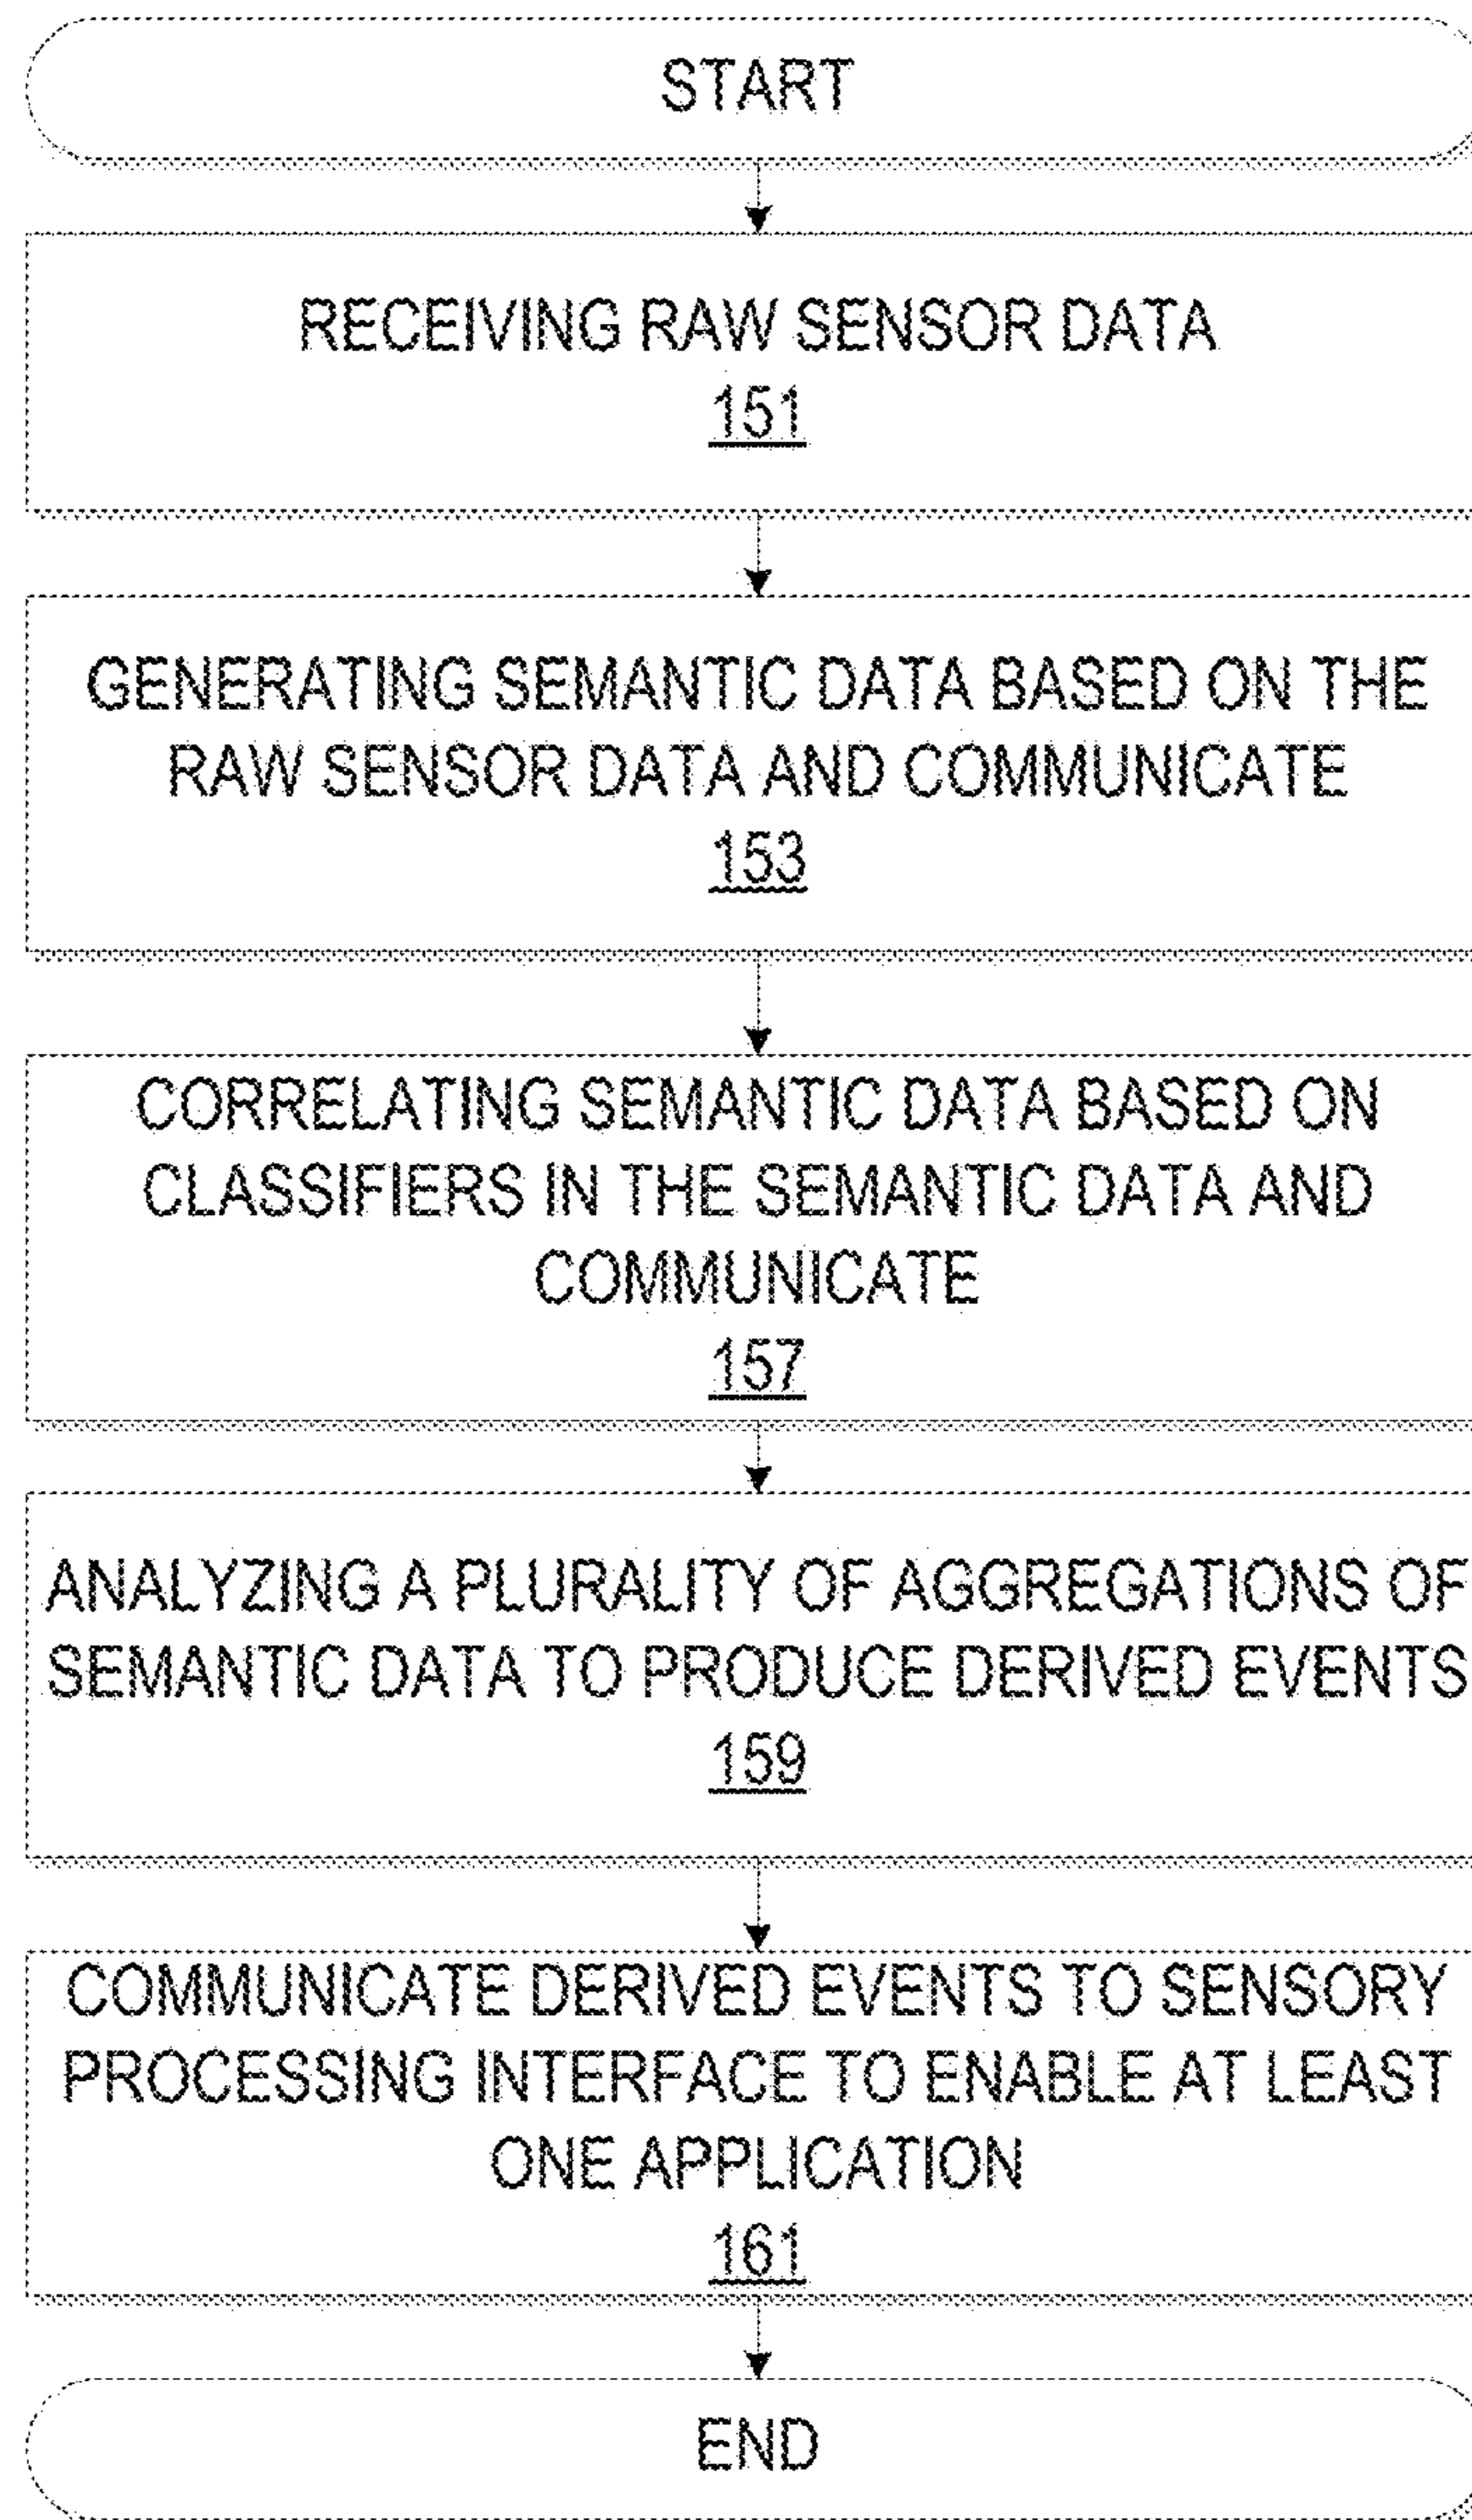 START
RECEIVING RAW SENSOR DATA
151
GENERATING SEMANTIC DATA BASED ON THE
RAW SENSOR DATA AND COMMUNICATE
153
CORRELATING SEMANTIC DATA BASED ON
CLASSIFIERS IN THE SEMANTIC DATA AND
COMMUNICATE
157
ANALYZING A PLURALITY OF AGGREGATIONS OF
SEMANTIC DATA TO PRODUCE DERIVED EVENTS
159
COMMUNICATE DERIVED EVENTS TO SENSORY
PROCESSING INTERFACE TO ENABLE AT LEAST
ONE APPLICATION
161
END